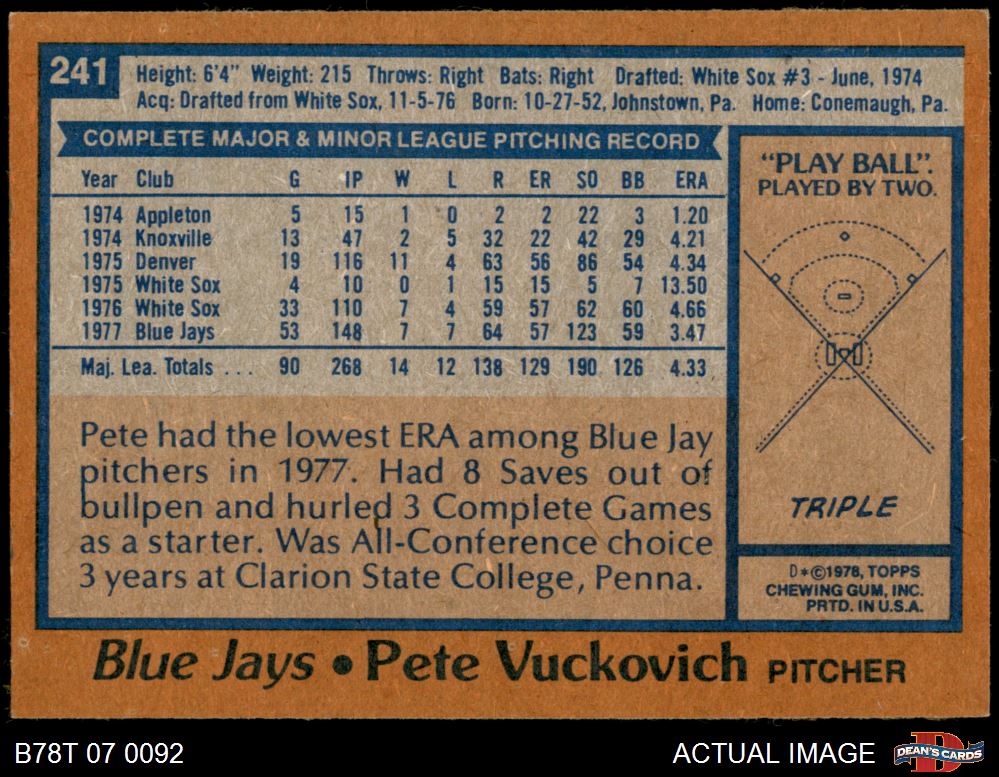 241
Height: 6'4" Weight: 215 Throws: Right Bats: Right Drafted: White Sox #3 - June, 1974
Acq: Drafted from White Sox, 11-5-76 Born: 10-27-52, Johnstown, Pa. Home: Conemaugh, Pa.
COMPLETE MAJOR & MINOR LEAGUE PITCHING RECORD
Year Club G IP W L R ER SO BB ERA
1974 Appleton 5 15 1 0 2 2 22 3 1.20
1974 Knoxville 13 47 2 5 32 22 42 29 4.21
1975 Denver 19 116 11 4 63 56 86 54 4.34
1975 White Sox 4 10 0 1 15 15 5 7 13.50
1976 White Sox 33 110 7 4 59 57 62 60 4.66
1977 Blue Jays 53 148 7 7 64 57 123 59 3.47
Maj. Lea. Totals . . . 90 268 14 12 138 129 190 126 4.33
Pete had the lowest ERA among Blue Jay
pitchers in 1977. Had 8 Saves out of
bullpen and hurled 3 Complete Games
as a starter. Was All-Conference choice
3 years at Clarion State College, Penna.
"PLAY BALL".
PLAYED BY TWO.
TRIPLE
D*©1978, TOPPS
CHEWING GUM, INC.
PRTD. IN U.S.A.
Blue Jays • Pete Vuckovich PITCHER
B78T 07 0092
ACTUAL IMAGE
D
DEAN'S CARDS